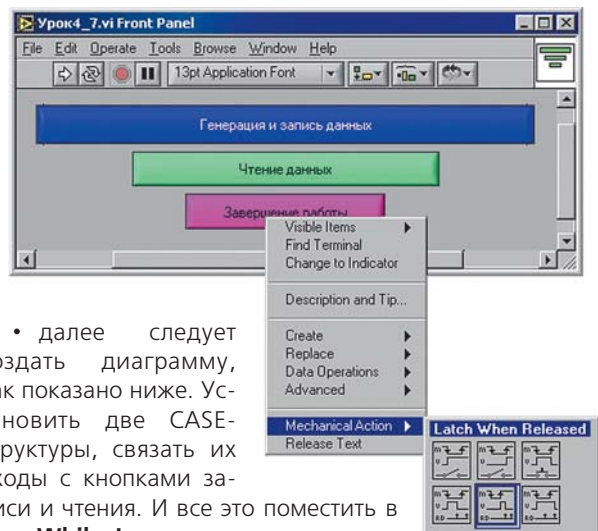 Урок4_7.vi Front Panel
File Edit Operate Tools Browse Window Help
13pt Application Font
Генерация и запись данных
Чтение данных
Завершение работы
Visible Items
Find Terminal
Change to Indicator
Description and Tip...
Create
Replace
Data Operations
Advanced
Mechanical Action
Release Text
Latch When Released
• далее следует
оздать диаграмму,
ак показано ниже. Ус-
новить две CASE-
руктуры, связать их
ходы с кнопками за-
иси и чтения. И все это поместить в